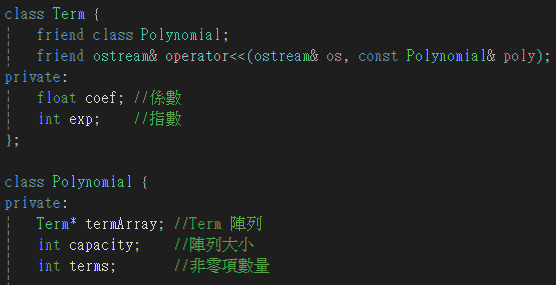 class Term {
friend class Polynomial;
friend ostream& operator<<(ostream& os, const Polynomial& poly);
private:
float coef; //係數
int exp; //指數
};
class Polynomial {
private:
Term* termArray; //Term 陣列
int capacity; //陣列大小
int terms; //非零項數量